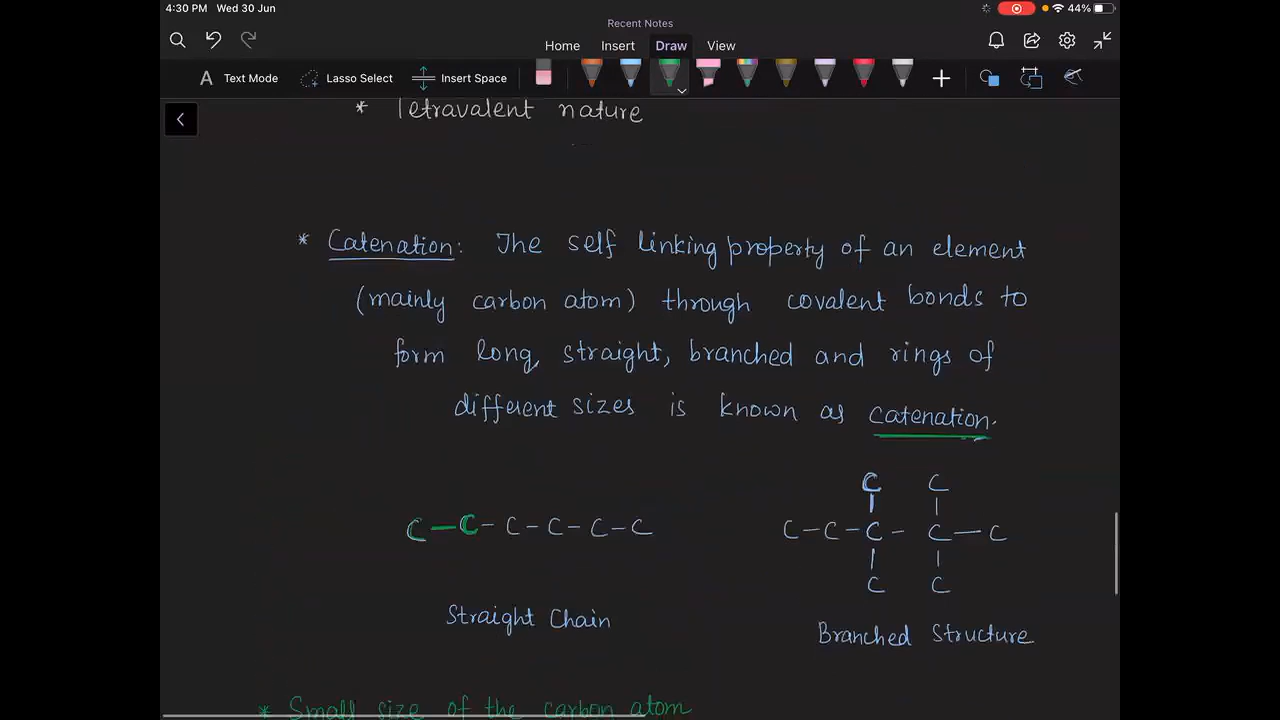 4:30 PM Wed 30 Jun
44%
Recent Notes
Home Insert Draw View
A Text Mode Lasso Select Insert Space
* Tetravalent nature
* Catenation: The self linking property of an element
(mainly carbon atom) through covalent bonds to
form long, straight, branched and rings of
different sizes is known as catenation.
C C
C - C - C - C - C - C
C - C - C - C - C
C C
Straight Chain
Branched Structure
* Small size of the carbon atom